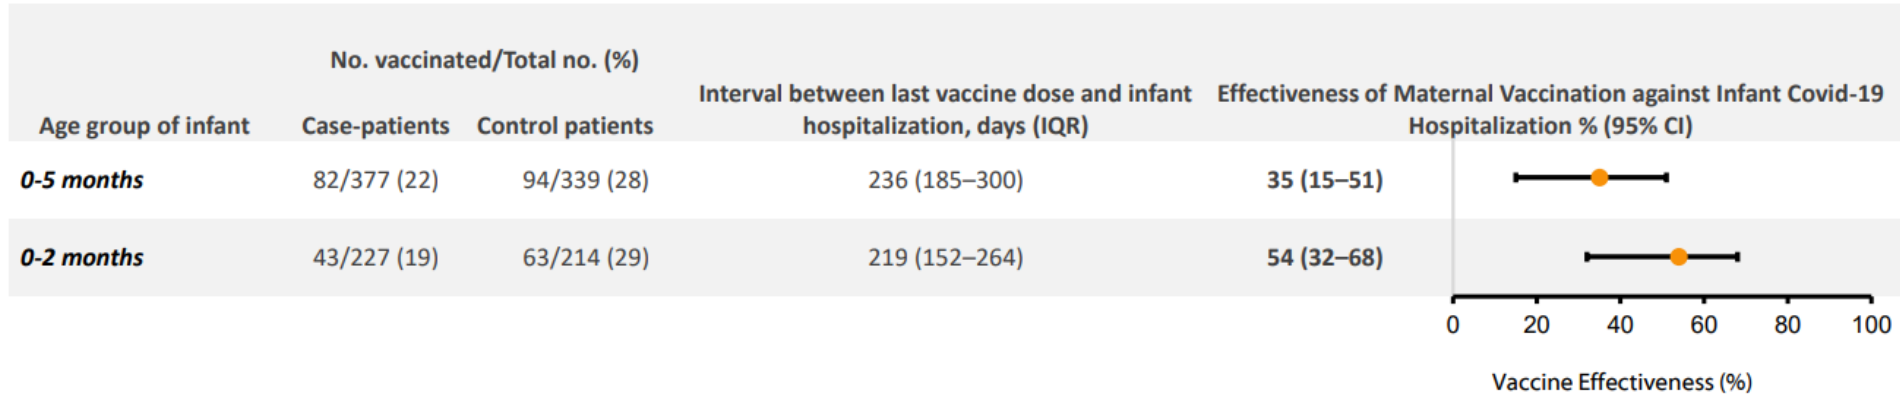 No. vaccinated/Total no. (%)
Interval between last vaccine dose and infant Effectiveness of Maternal Vaccination against Infant Covid-19
Age group of infant Case-patients Control patients hospitalization, days (IQR) Hospitalization % (95% CI)
0-5 months 82/377 (22) 94/339 (28) 236 (185–300) 35 (15–51)
0-2 months 43/227 (19) 63/214 (29) 219 (152–264) 54 (32–68)
0 20 40 60 80 100
Vaccine Effectiveness (%)